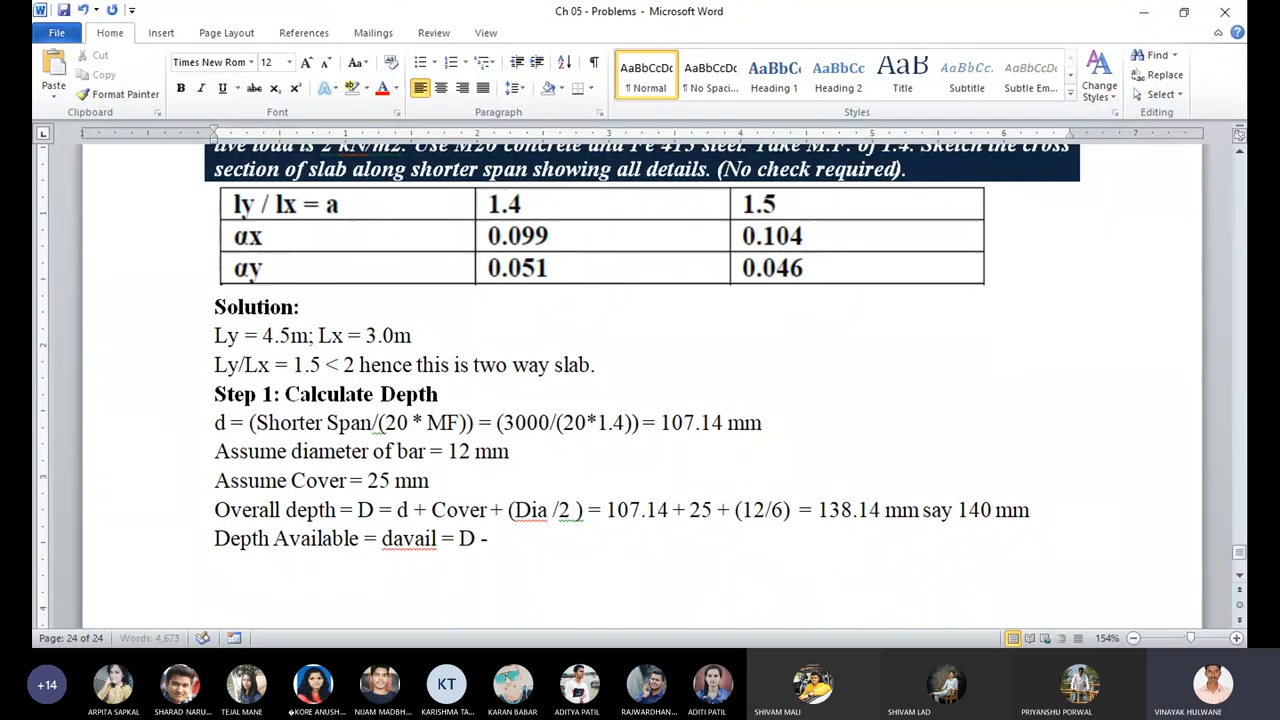 Ch 05 - Problems - Microsoft Word
File Home Insert Page Layout References Mailings Review View
Cut
Copy
Format Painter
Paste
Clipboard
Times New Rom 12
Font
Paragraph
AaBbCcDc AaBbCcDc AaBbCc AaBbCc AaB AaBbCc. AaBbCcDc
¶ Normal ¶ No Spaci... Heading 1 Heading 2 Title Subtitle Subtle Em...
Styles
Change Styles
Find
Replace
Select
Editing
section of slab along shorter span showing all details. (No check required).
ly / lx = a 1.4 1.5
αx 0.099 0.104
αy 0.051 0.046
Solution:
Ly = 4.5m; Lx = 3.0m
Ly/Lx = 1.5 < 2 hence this is two way slab.
Step 1: Calculate Depth
d = (Shorter Span/(20 * MF)) = (3000/(20*1.4)) = 107.14 mm
Assume diameter of bar = 12 mm
Assume Cover = 25 mm
Overall depth = D = d + Cover + (Dia /2 ) = 107.14 + 25 + (12/6) = 138.14 mm say 140 mm
Depth Available = davail = D -
Page: 24 of 24 Words: 4,673 154%
+14 KT
ARPITA SAPKAL SHARAD NARU... TEJAL MANE �KORE ANUSH... NIJAM MADBH... KARISHMA TA... KARAN BABAR ADITYA PATIL RAJWARDHAN... ADITI PATIL SHIVAM MALI SHIVAM LAD PRIYANSHU PORWAL VINAYAK HULWANE